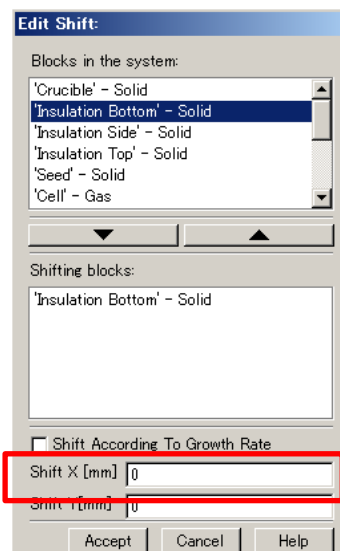 Edit Shift:
Blocks in the system:
'Crucible' - Solid
'Insulation Bottom' - Solid
'Insulation Side' - Solid
'Insulation Top' - Solid
'Seed' - Solid
'Cell' - Gas
Shifting blocks:
'Insulation Bottom' - Solid
Shift According To Growth Rate
Shift X [mm] 0
Shift Y [mm] 0
Accept Cancel Help